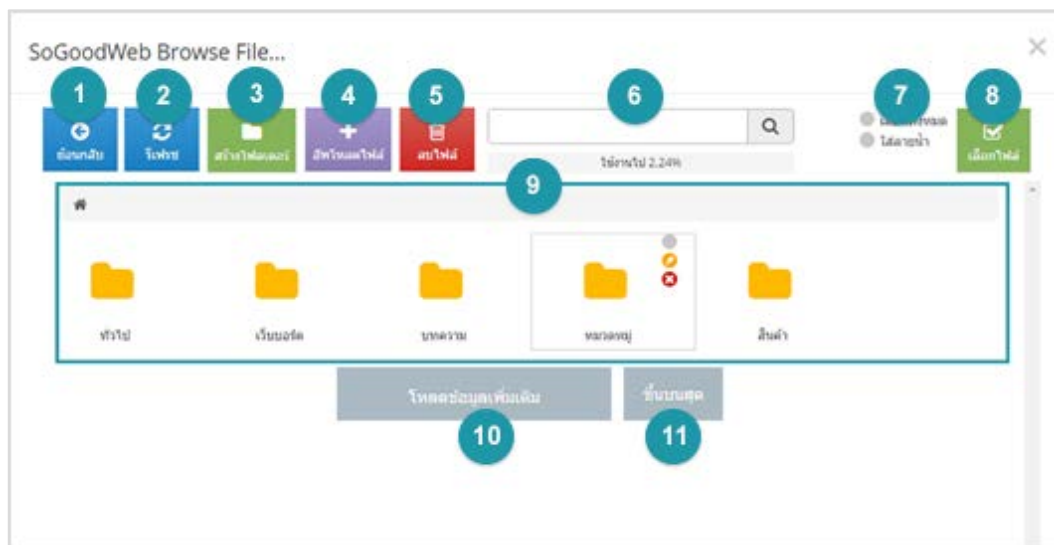 SoGoodWeb Browse File...
1
2
3
4
5
6
7
8
ย้อนกลับ
รีเฟรช
สร้างโฟลเดอร์
อัพโหลดไฟล์
ลบไฟล์
ใส่ลายน้ำ
เลือกไฟล์
ใช้งานไป 2.24%
9
ทั่วไป
เว็บบอร์ด
บทความ
หมวดหมู่
สินค้า
โหลดข้อมูลเพิ่มเติม
ขึ้นบนสุด
10
11